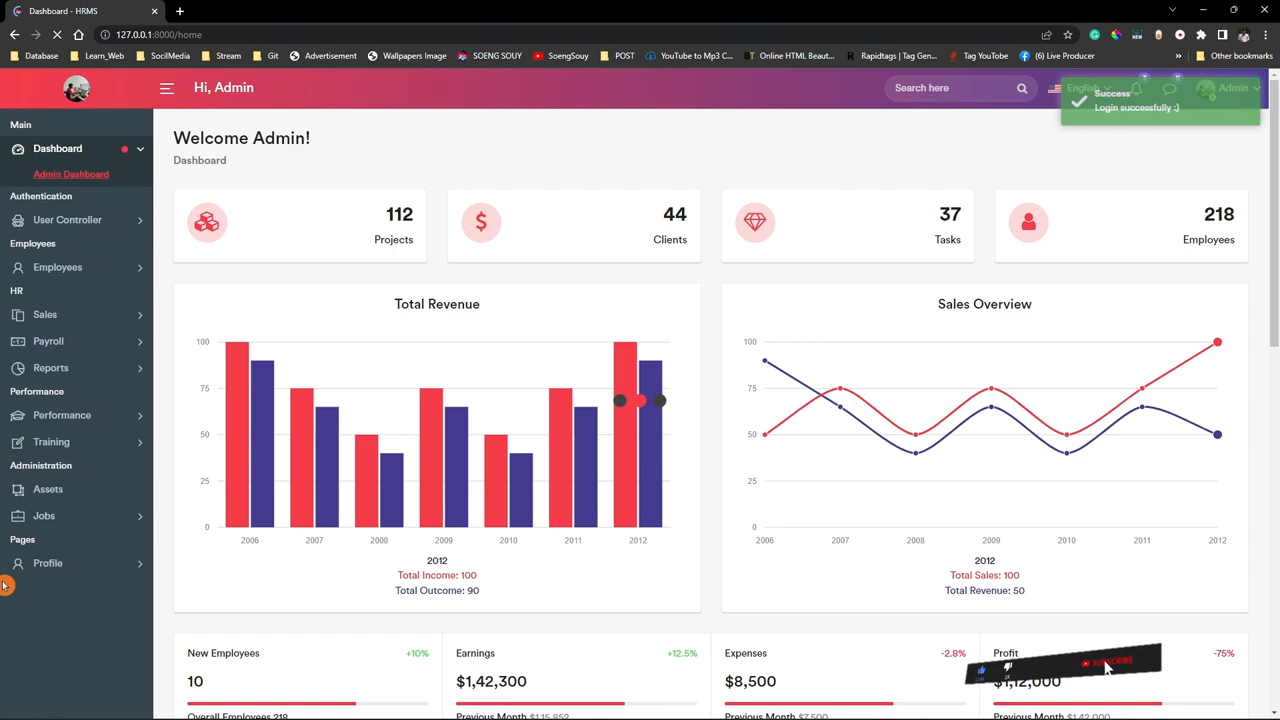 Dashboard - HRMS
127.0.0.1:8000/home
Database
Learn_Web
SocilMedia
Stream
Git
Advertisement
Wallpapers Image
SOENG SOUY
SoengSouy
POST
YouTube to Mp3 C...
Online HTML Beaut...
Rapidtags | Tag Gen...
Tag YouTube
(6) Live Producer
»
Other bookmarks
Hi, Admin
Search here
English
Admin
Success
Login successfully :)
Main
Dashboard
Admin Dashboard
Authentication
User Controller
Employees
Employees
HR
Sales
Payroll
Reports
Performance
Performance
Training
Administration
Assets
Jobs
Pages
Profile
Welcome Admin!
Dashboard
112
Projects
44
Clients
37
Tasks
218
Employees
Total Revenue
100
75
50
25
0
2006 2007 2008 2009 2010 2011 2012
2012
Total Income: 100
Total Outcome: 90
Sales Overview
100
75
50
25
0
2006 2007 2008 2009 2010 2011 2012
2012
Total Sales: 100
Total Revenue: 50
New Employees +10%
10
Overall Employees 218
Earnings +12.5%
$1,42,300
Previous Month $1,15,852
Expenses -2.8%
$8,500
Previous Month $7,500
Profit -75%
$1,12,000
Previous Month $1,42,000
SUBSCRIBE